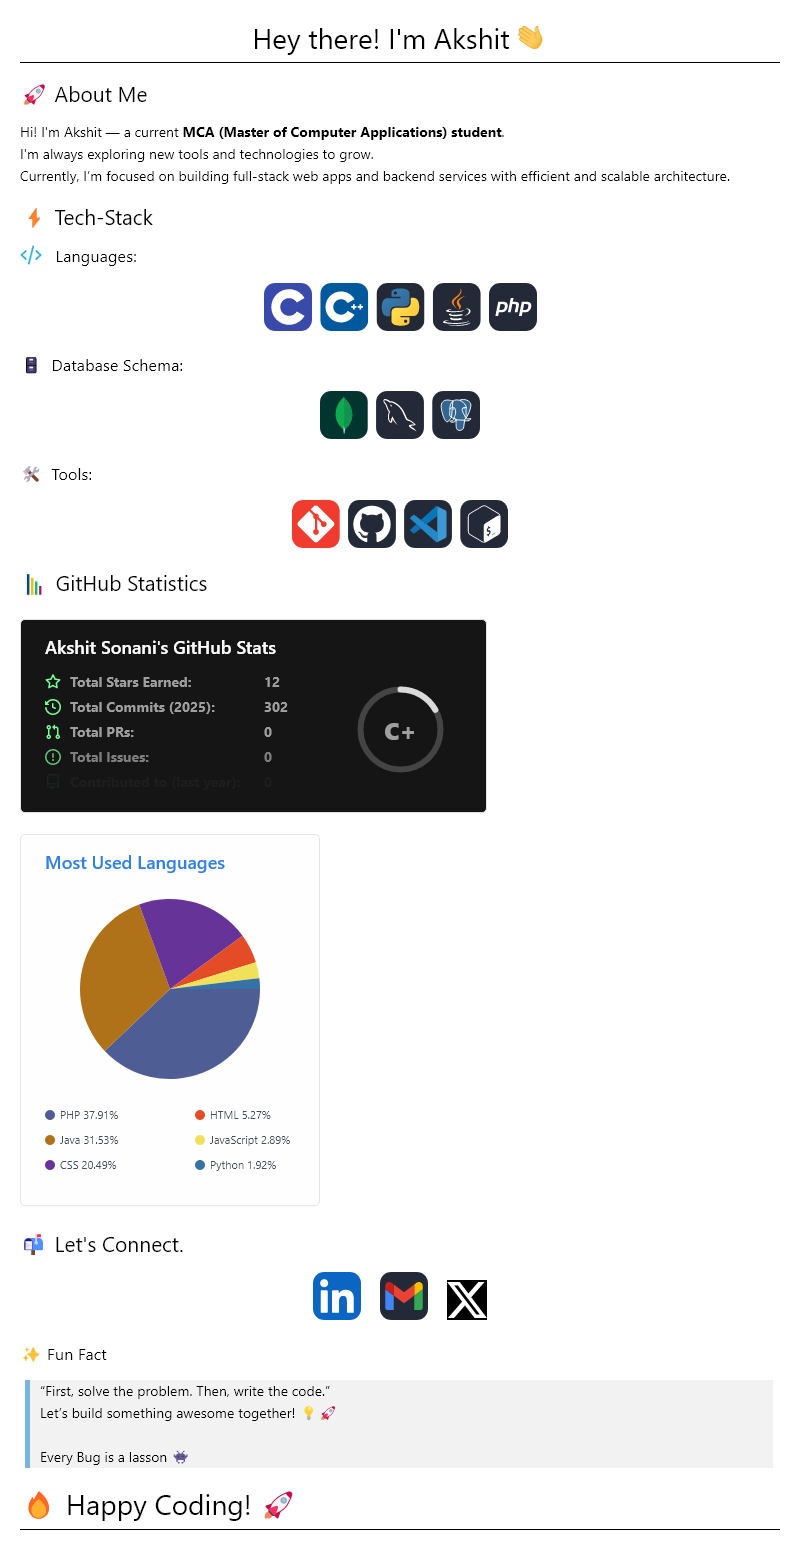 Hey there! I'm Akshit 👋
🚀 About Me
Hi! I'm Akshit — a current MCA (Master of Computer Applications) student.
I'm always exploring new tools and technologies to grow.
Currently, I'm focused on building full-stack web apps and backend services with efficient and scalable architecture.
⚡ Tech-Stack
</> Languages:
C C++ php
Database Schema:
🛠️ Tools:
$_
📊 GitHub Statistics
Akshit Sonani's GitHub Stats
Total Stars Earned: 12
Total Commits (2025): 302
Total PRs: 0
Total Issues: 0
Contributed to (last year): 0
C+
Most Used Languages
PHP 37.91% HTML 5.27%
Java 31.53% JavaScript 2.89%
CSS 20.49% Python 1.92%
📬 Let's Connect.
in M X
✨ Fun Fact
“First, solve the problem. Then, write the code.”
Let's build something awesome together! 💡 🚀
Every Bug is a lasson 👾
🔥 Happy Coding! 🚀